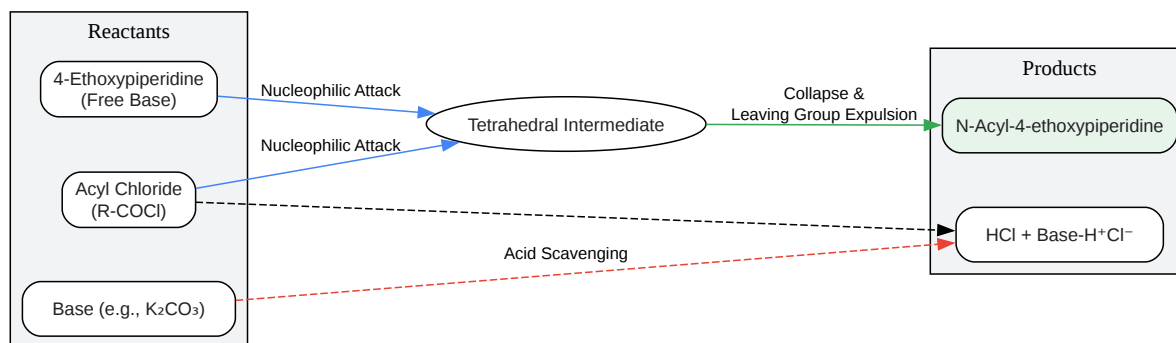 Reactants
4-Ethoxypiperidine
(Free Base)
Nucleophilic Attack
Nucleophilic Attack
Acyl Chloride
(R-COCl)
Base (e.g., K₂CO₃)
Tetrahedral Intermediate
Collapse &
Leaving Group Expulsion
Acid Scavenging
Products
N-Acyl-4-ethoxypiperidine
HCl + Base-H⁺Cl⁻